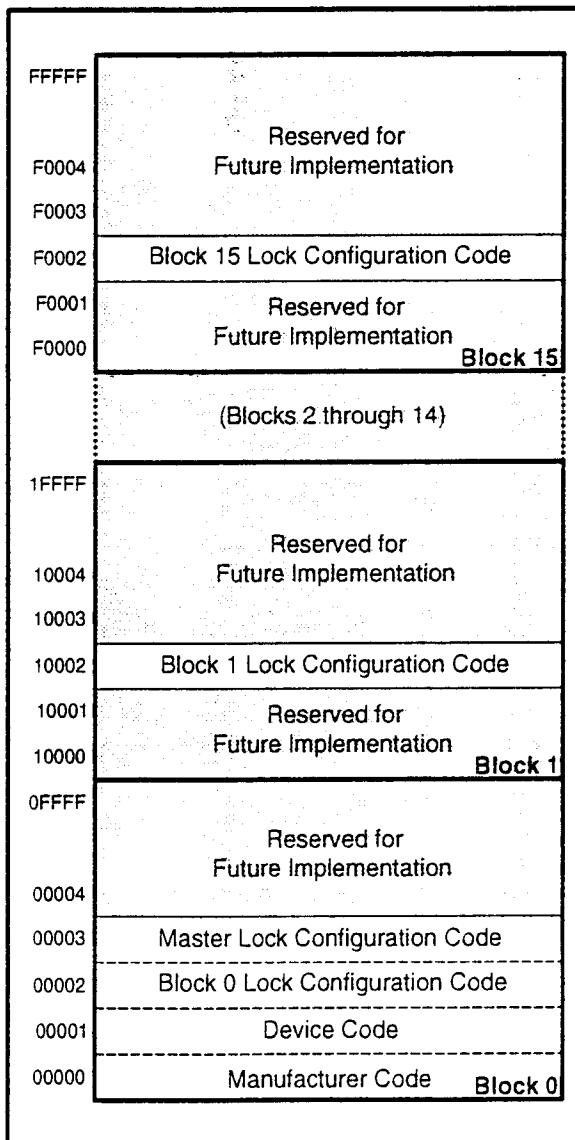 FFFFF
Reserved for
F0004 Future Implementation
F0003
F0002 Block 15 Lock Configuration Code
F0001 Reserved for
Future Implementation
F0000 Block 15
(Blocks 2 through 14)
1FFFF
Reserved for
10004 Future Implementation
10003
10002 Block 1 Lock Configuration Code
10001 Reserved for
Future Implementation
10000 Block 1
0FFFF
Reserved for
Future Implementation
00004
00003 Master Lock Configuration Code
00002 Block 0 Lock Configuration Code
00001 Device Code
00000 Manufacturer Code Block 0